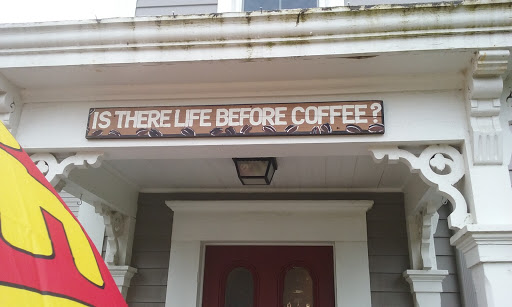 IS THERE LIFE BEFORE COFFEE?